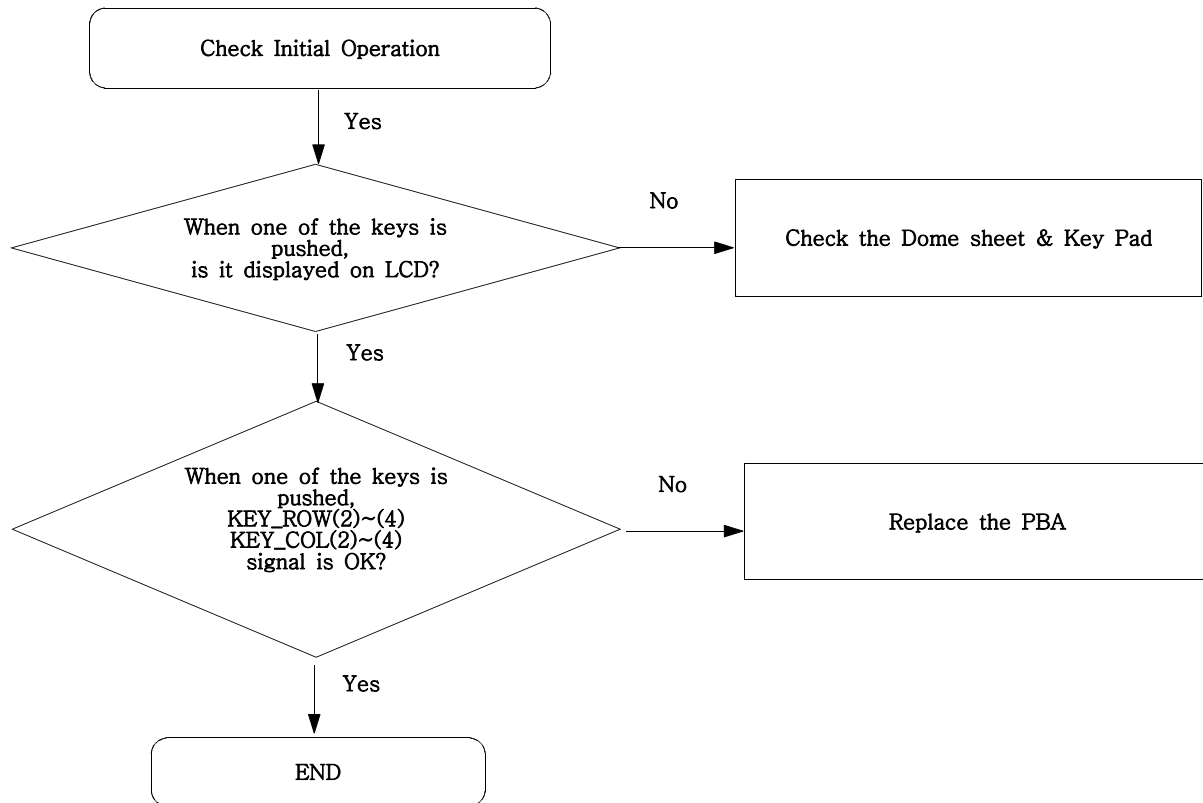 Check Initial Operation
Yes
When one of the keys is
pushed,
is it displayed on LCD?
No
Check the Dome sheet & Key Pad
Yes
When one of the keys is
pushed,
KEY_ROW(2)~(4)
KEY_COL(2)~(4)
signal is OK?
No
Replace the PBA
Yes
END